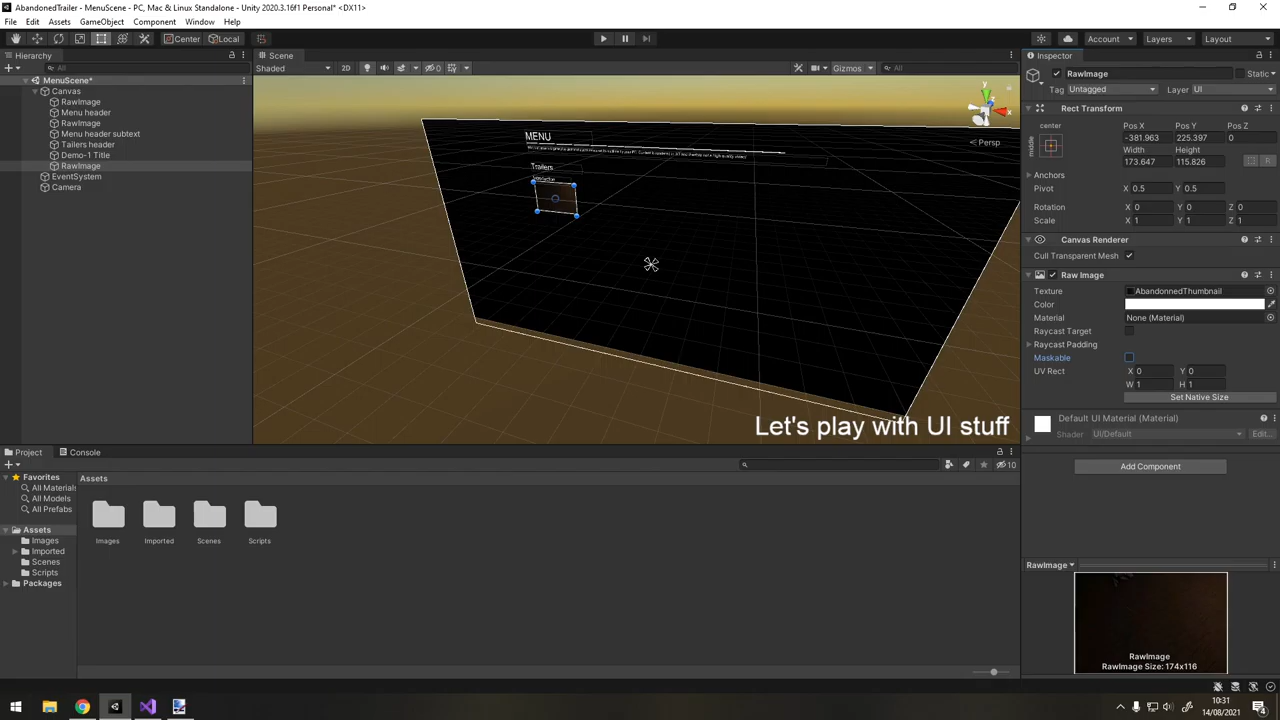 AbandonedTrailer - MenuScene - PC, Mac & Linux Standalone - Unity 2020.3.16f1 Personal* <DX11>
File Edit Assets GameObject Component Window Help
Center Local Account Layers Layout
Hierarchy
All
MenuScene*
Canvas
RawImage
Menu header
RawImage
Menu header subtext
Tailers header
Demo-1 Title
RawImage
EventSystem
Camera
Scene
Shaded 2D 0 Gizmos All
y
x
Persp
MENU
Trailers
Let's play with UI stuff
Inspector
RawImage Static
Tag Untagged Layer UI
Rect Transform
center Pos X Pos Y Pos Z
middle -381.963 225.397 0
Width Height
173.647 115.826 R
Anchors
Pivot X 0.5 Y 0.5
Rotation X 0 Y 0 Z 0
Scale X 1 Y 1 Z 1
Canvas Renderer
Cull Transparent Mesh
Raw Image
Texture AbandonnedThumbnail
Color
Material None (Material)
Raycast Target
Raycast Padding
Maskable
UV Rect X 0 Y 0
W 1 H 1
Set Native Size
Default UI Material (Material)
Shader UI/Default Edit...
Add Component
RawImage
RawImage
RawImage Size: 174x116
Project Console
10
Favorites
All Materials
All Models
All Prefabs
Assets
Images
Imported
Scenes
Scripts
Packages
Assets
Images Imported Scenes Scripts
10:31
14/08/2021
4